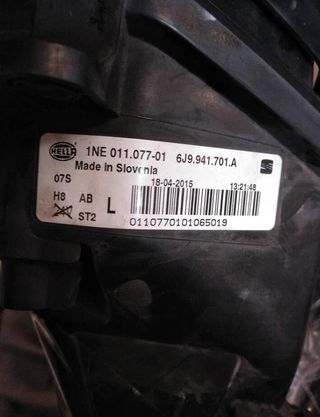 HELLA 1NE 011.077-01 6J9.941.701.A
Made in Slovenia
07S 18-04-2015 13:21:48
H8 AB L
ST2
0110770101065019